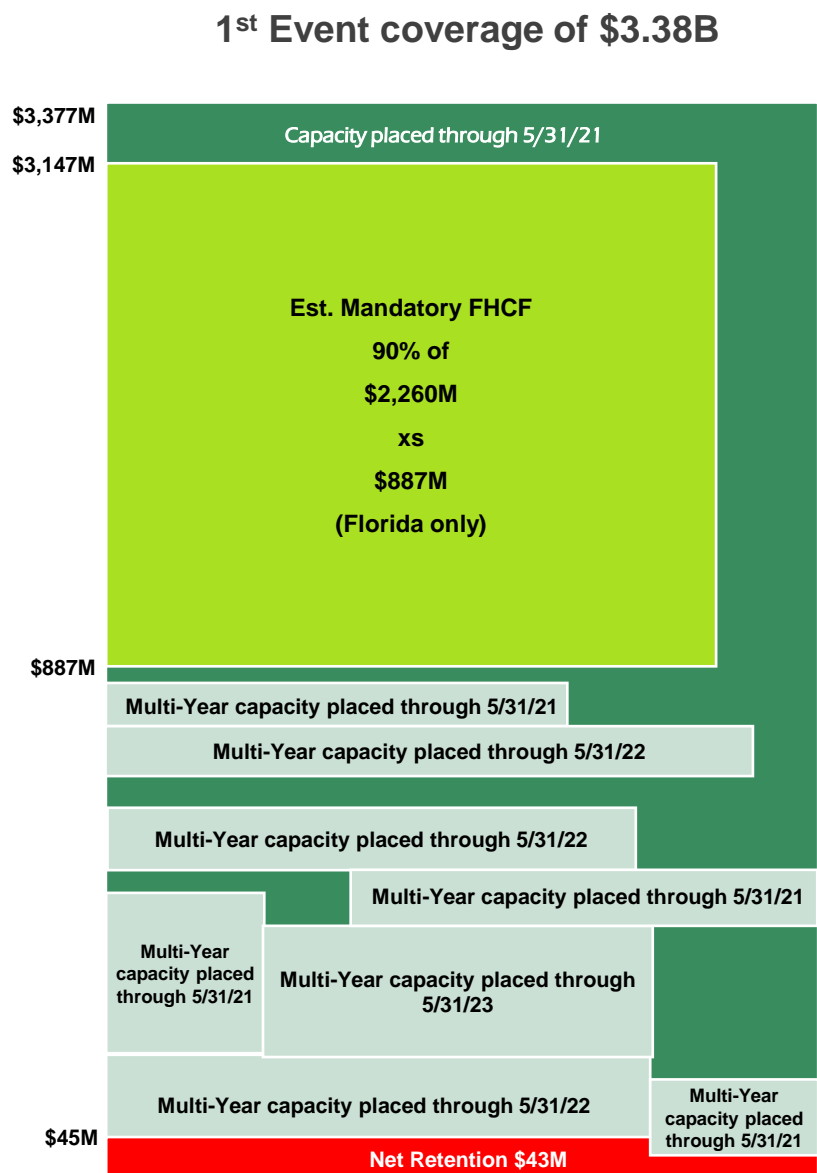 1st Event coverage of $3.38B
$3,377M
Capacity placed through 5/31/21
$3,147M
Est. Mandatory FHCF
90% of
$2,260M
xs
$887M
(Florida only)
$887M
Multi-Year capacity placed through 5/31/21
Multi-Year capacity placed through 5/31/22
Multi-Year capacity placed through 5/31/22
Multi-Year capacity placed through 5/31/21
Multi-Year
capacity placed
through 5/31/21
Multi-Year capacity placed through
5/31/23
Multi-Year capacity placed through 5/31/22
Multi-Year
capacity placed
through 5/31/21
$45M
Net Retention $43M